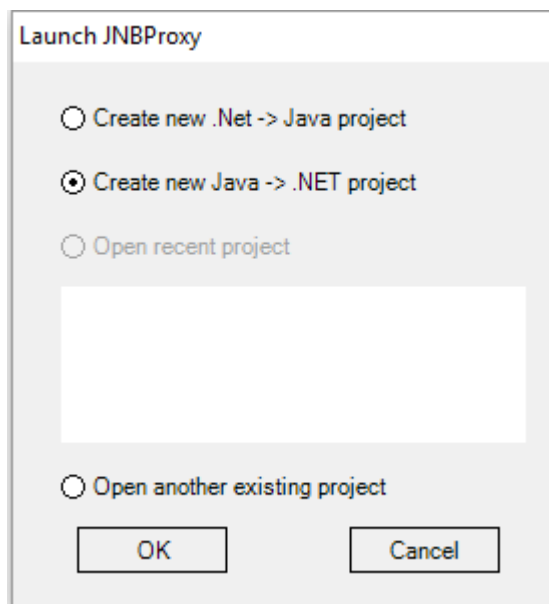 Launch JNBProxy
Create new .Net -> Java project
Create new Java -> .NET project
Open recent project
Open another existing project
OK Cancel